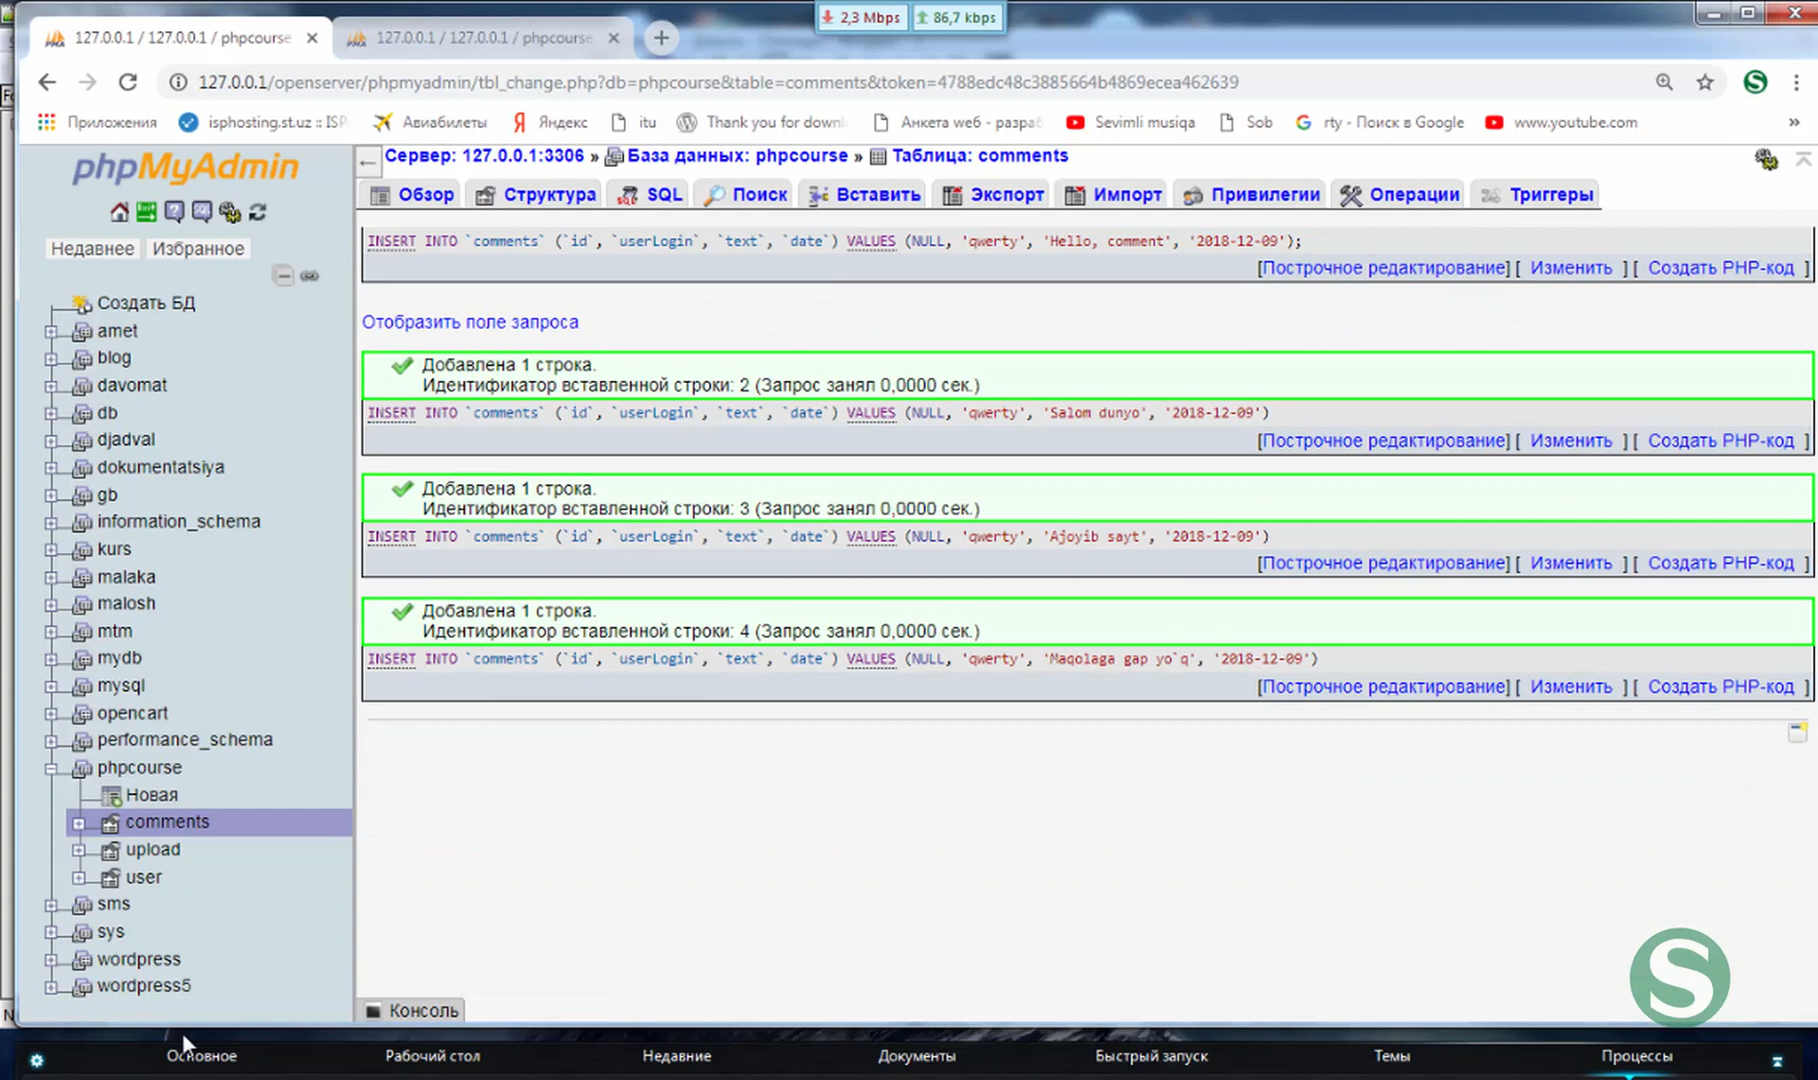 2,3 Mbps 86,7 kbps
127.0.0.1 / 127.0.0.1 / phpcourse 127.0.0.1 / 127.0.0.1 / phpcourse
127.0.0.1/openserver/phpmyadmin/tbl_change.php?db=phpcourse&table=comments&token=4788edc48c3885664b4869ecea462639
Приложения isphosting.st.uz :: ISP Авиабилеты Яндекс itu Thank you for downl Анкета web - разраб Sevimli musiqa Sob rty - Поиск в Google www.youtube.com »
phpMyAdmin
Недавнее Избранное
Создать БД
amet
blog
davomat
db
djadval
dokumentatsiya
gb
information_schema
kurs
malaka
malosh
mtm
mydb
mysql
opencart
performance_schema
phpcourse
Новая
comments
upload
user
sms
sys
wordpress
wordpress5
Сервер: 127.0.0.1:3306 » База данных: phpcourse » Таблица: comments
Обзор Структура SQL Поиск Вставить Экспорт Импорт Привилегии Операции Триггеры
INSERT INTO `comments` (`id`, `userLogin`, `text`, `date`) VALUES (NULL, 'qwerty', 'Hello, comment', '2018-12-09');
[Построчное редактирование] [ Изменить ] [ Создать PHP-код ]
Отобразить поле запроса
Добавлена 1 строка.
Идентификатор вставленной строки: 2 (Запрос занял 0,0000 сек.)
INSERT INTO `comments` (`id`, `userLogin`, `text`, `date`) VALUES (NULL, 'qwerty', 'Salom dunyo', '2018-12-09')
[Построчное редактирование] [ Изменить ] [ Создать PHP-код ]
Добавлена 1 строка.
Идентификатор вставленной строки: 3 (Запрос занял 0,0000 сек.)
INSERT INTO `comments` (`id`, `userLogin`, `text`, `date`) VALUES (NULL, 'qwerty', 'Ajoyib sayt', '2018-12-09')
[Построчное редактирование] [ Изменить ] [ Создать PHP-код ]
Добавлена 1 строка.
Идентификатор вставленной строки: 4 (Запрос занял 0,0000 сек.)
INSERT INTO `comments` (`id`, `userLogin`, `text`, `date`) VALUES (NULL, 'qwerty', 'Maqolaga gap yo`q', '2018-12-09')
[Построчное редактирование] [ Изменить ] [ Создать PHP-код ]
Консоль
S
Основное Рабочий стол Недавние Документы Быстрый запуск Темы Процессы